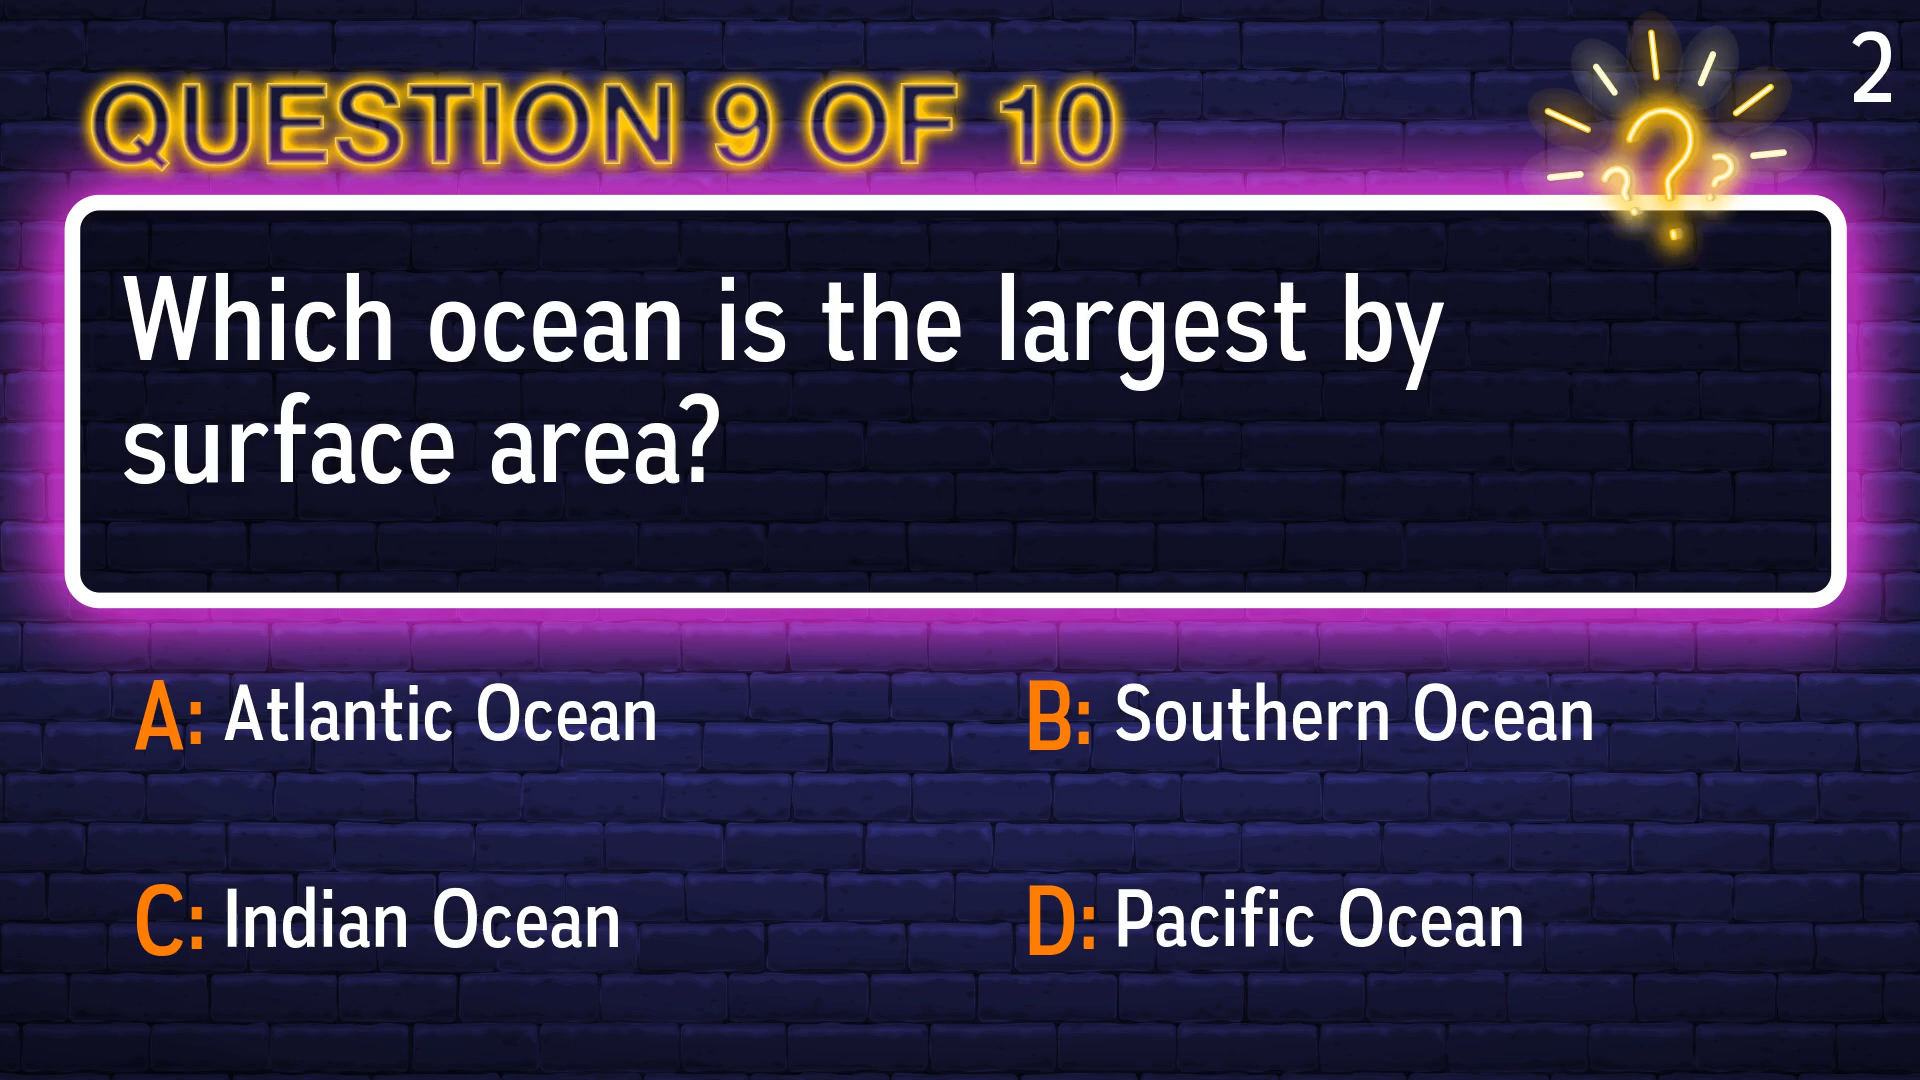 2
QUESTION 9 OF 10
Which ocean is the largest by
surface area?
A: Atlantic Ocean
B: Southern Ocean
C: Indian Ocean
D: Pacific Ocean